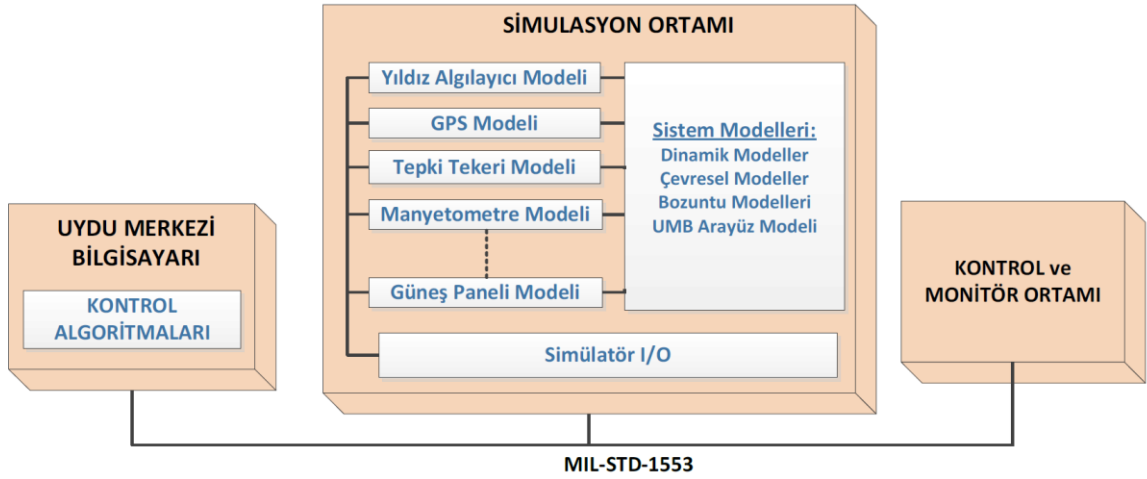 SİMULASYON ORTAMI
Yıldız Algılayıcı Modeli
GPS Modeli
Tepki Tekeri Modeli
Manyetometre Modeli
Güneş Paneli Modeli
Sistem Modelleri:
Dinamik Modeller
Çevresel Modeller
Bozuntu Modelleri
UMB Arayüz Modeli
Simülatör I/O
UYDU MERKEZİ
BİLGİSAYARI
KONTROL
ALGORİTMALARI
KONTROL ve
MONİTÖR ORTAMI
MIL-STD-1553